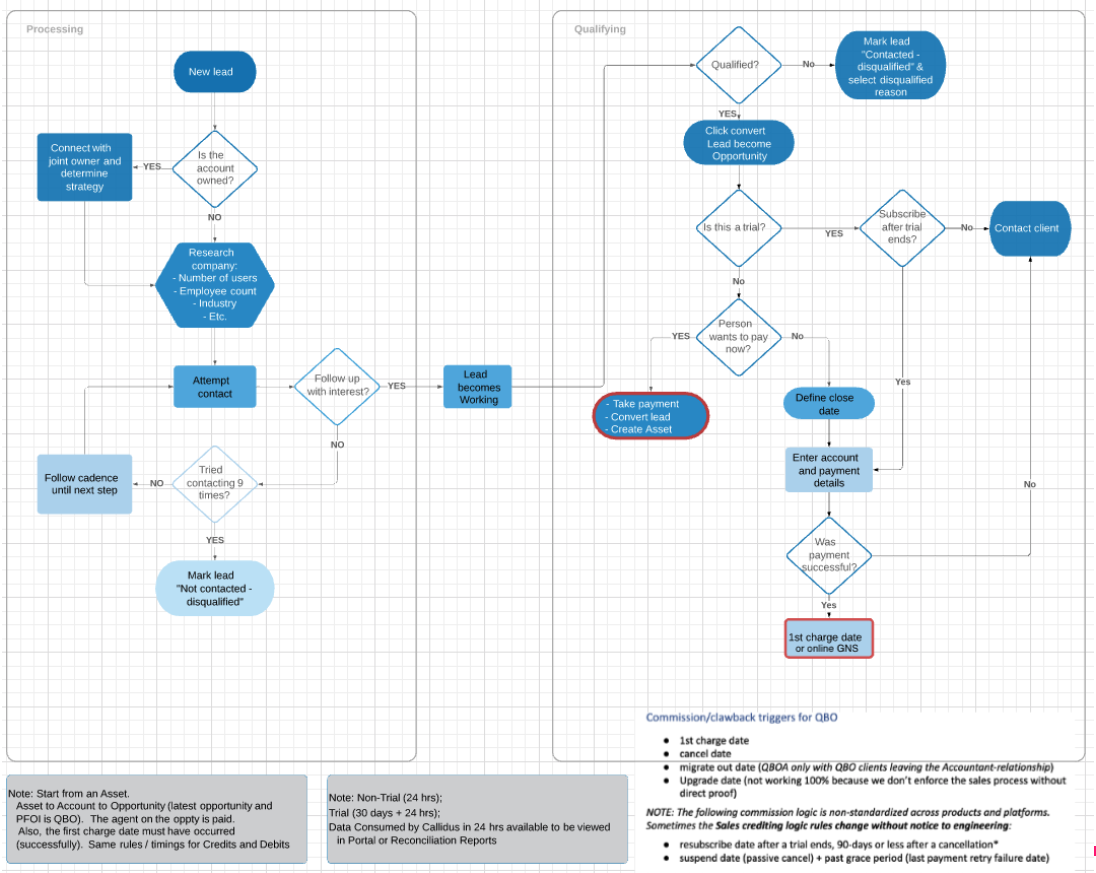 Processing
New lead
Is the
account
owned?
YES
Connect with
joint owner and
determine
strategy
NO
Research
company:
- Number of users
- Employee count
- Industry
- Etc.
Attempt
contact
Follow up
with interest?
YES
Lead
becomes
Working
NO
Tried
contacting 9
times?
NO
Follow cadence
until next step
YES
Mark lead
"Not contacted -
disqualified"
Qualifying
Qualified?
No
Mark lead
"Contacted -
disqualified" &
select disqualified
reason
YES
Click convert
Lead become
Opportunity
Is this a trial?
YES
Subscribe
after trial
ends?
No
Contact client
No
Person
wants to pay
now?
YES
No
- Take payment
- Convert lead
- Create Asset
Define close
date
Yes
Enter account
and payment
details
Was
payment
successful?
No
Yes
1st charge date
or online GNS
Note: Start from an Asset.
Asset to Account to Opportunity (latest opportunity and
PFOI is QBO). The agent on the oppty is paid.
Also, the first charge date must have occurred
(successfully). Same rules / timings for Credits and Debits
Note: Non-Trial (24 hrs);
Trial (30 days + 24 hrs);
Data Consumed by Callidus in 24 hrs available to be viewed
in Portal or Reconciliation Reports
Commission/clawback triggers for QBO
● 1st charge date
● cancel date
● migrate out date (QBOA only with QBO clients leaving the Accountant-relationship)
● Upgrade date (not working 100% because we don't enforce the sales process without
direct proof)
NOTE: The following commission logic is non-standardized across products and platforms.
Sometimes the Sales crediting logic rules change without notice to engineering:
● resubscribe date after a trial ends, 90-days or less after a cancellation*
● suspend date (passive cancel) + past grace period (last payment retry failure date)